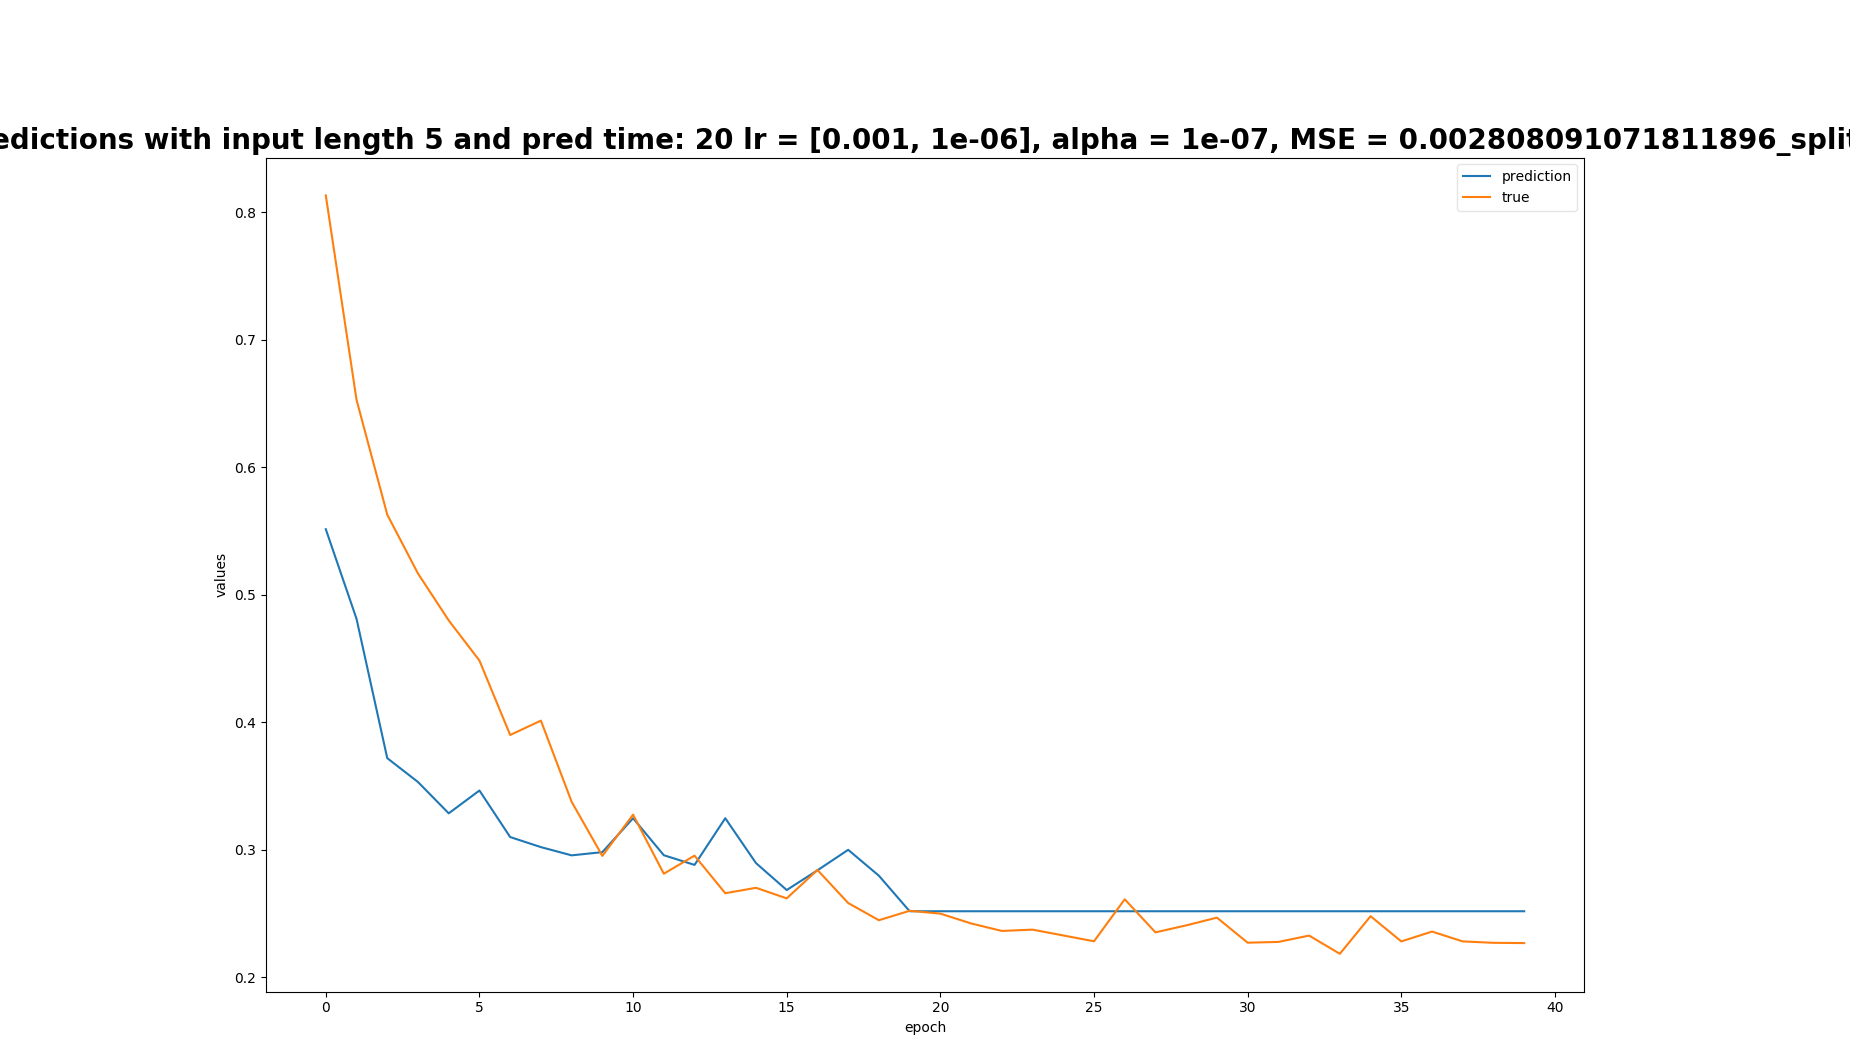 edictions with input length 5 and pred time: 20 lr = [0.001, 1e-06], alpha = 1e-07, MSE = 0.002808091071811896_split
prediction
true
0.8
0.7
0.6
0.5
0.4
0.3
0.2
values
0 5 10 15 20 25 30 35 40
epoch